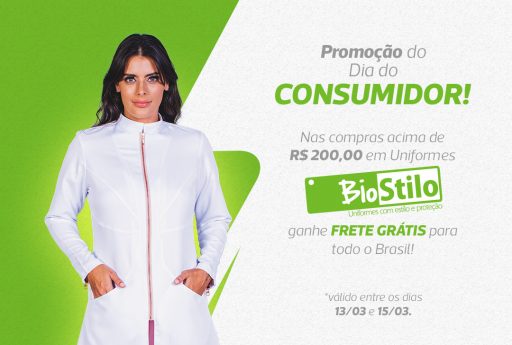 Promoção do
Dia do
CONSUMIDOR!
Nas compras acima de
R$ 200,00 em Uniformes
BioStilo
Uniformes com estilo e proteção
ganhe FRETE GRÁTIS para
todo o Brasil!
*válido entre os dias
13/03 e 15/03.